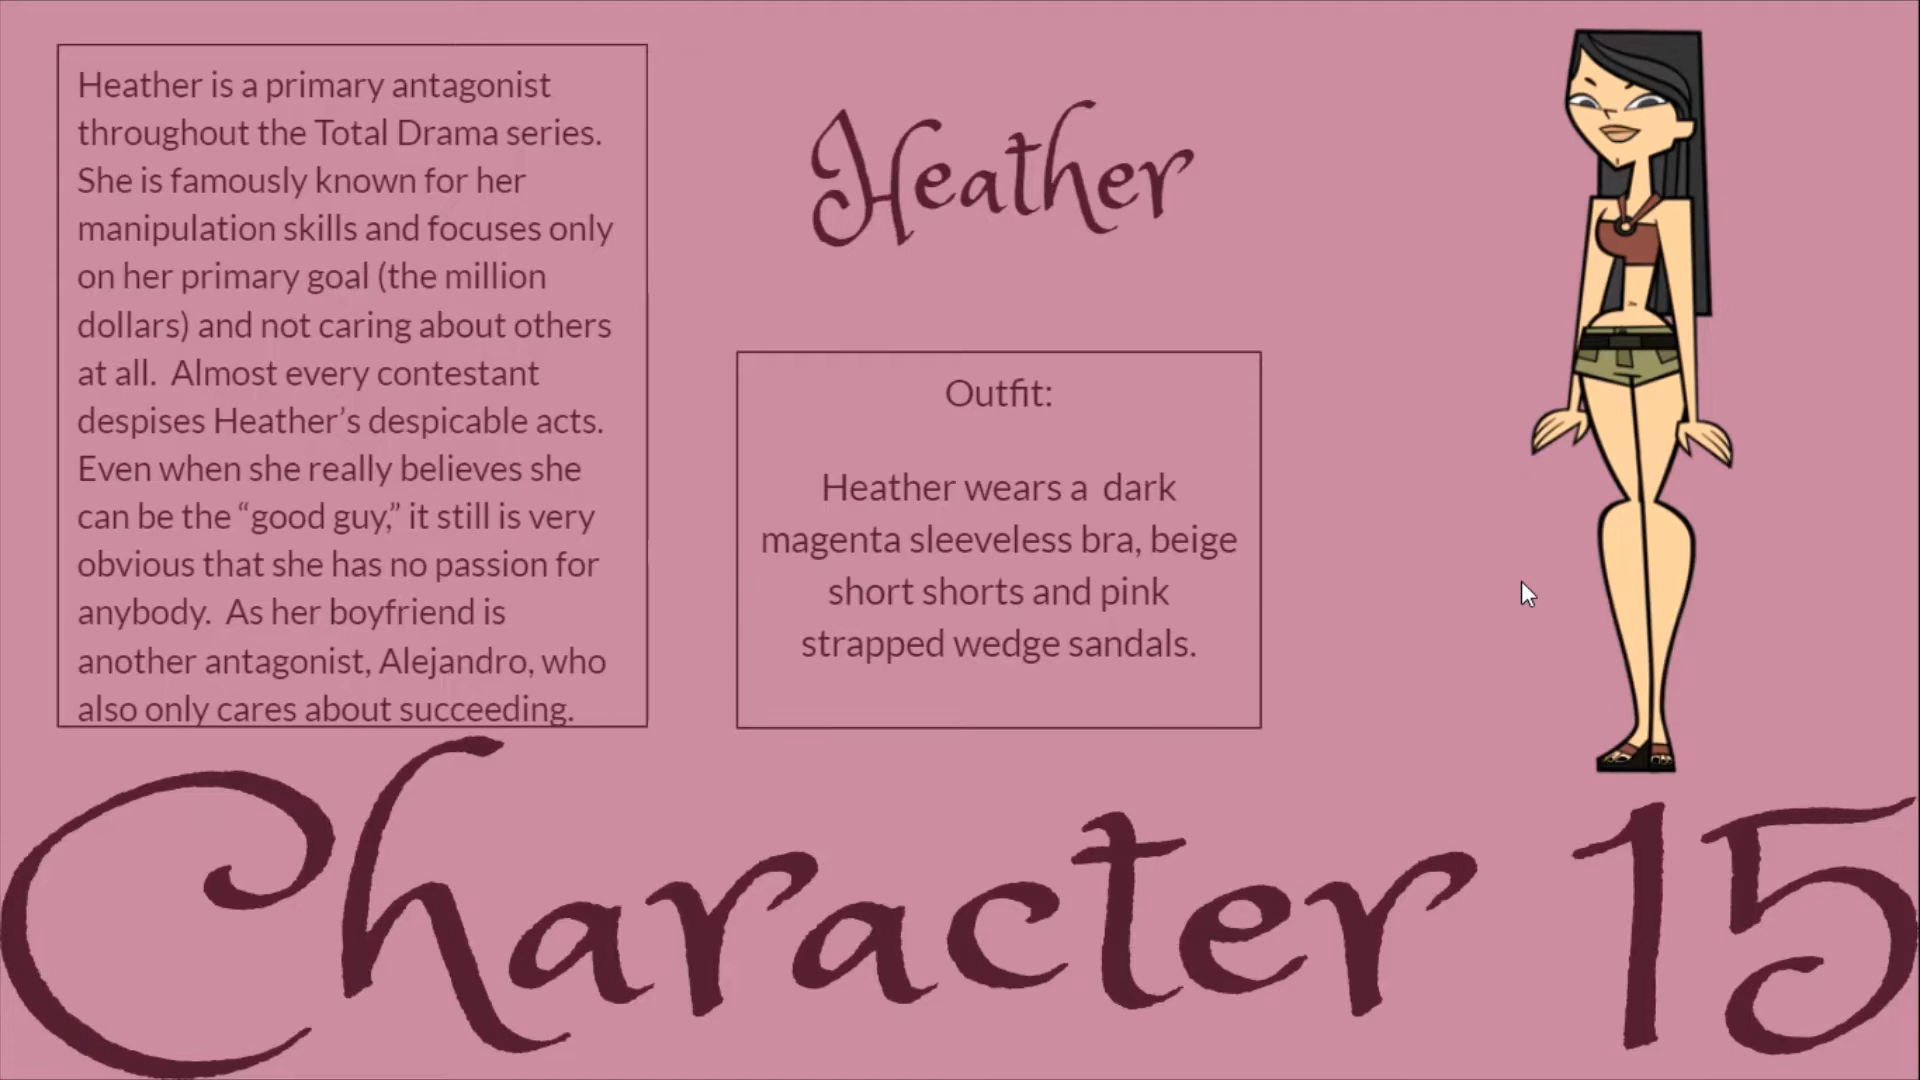 Heather is a primary antagonist
throughout the Total Drama series.
She is famously known for her
manipulation skills and focuses only
on her primary goal (the million
dollars) and not caring about others
at all.  Almost every contestant
despises Heather’s despicable acts.
Even when she really believes she
can be the “good guy,” it still is very
obvious that she has no passion for
anybody.  As her boyfriend is
another antagonist, Alejandro, who
also only cares about succeeding.
Heather
Outfit:
Heather wears a  dark
magenta sleeveless bra, beige
short shorts and pink
strapped wedge sandals.
Character 15